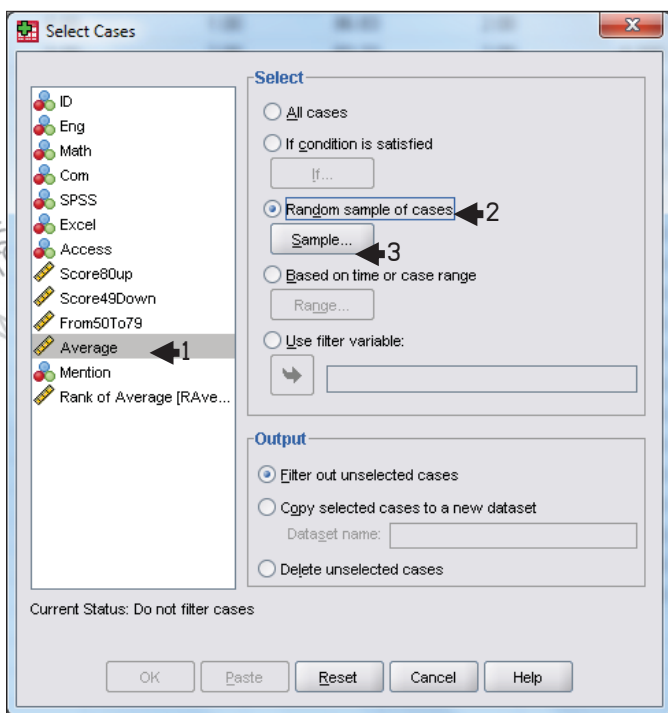 Select Cases
ID
Eng
Math
Com
SPSS
Excel
Access
Score80up
Score49Down
From50To79
Average
1
Mention
Rank of Average [RAve...
Select
All cases
If condition is satisfied
If...
Random sample of cases
2
Sample...
3
Based on time or case range
Range...
Use filter variable:
Output
Filter out unselected cases
Copy selected cases to a new dataset
Dataset name:
Delete unselected cases
Current Status: Do not filter cases
OK Paste Reset Cancel Help